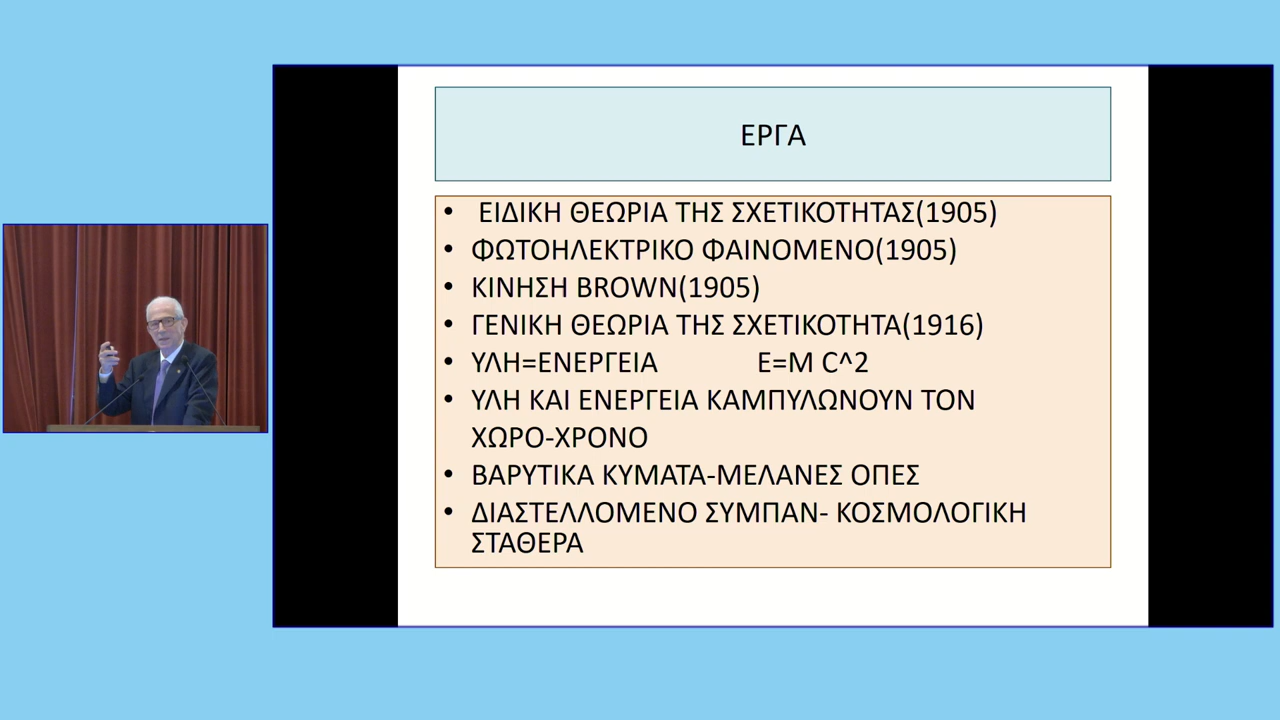 ΕΡΓΑ
• ΕΙΔΙΚΗ ΘΕΩΡΙΑ ΤΗΣ ΣΧΕΤΙΚΟΤΗΤΑΣ(1905)
• ΦΩΤΟΗΛΕΚΤΡΙΚΟ ΦΑΙΝΟΜΕΝΟ(1905)
• ΚΙΝΗΣΗ BROWN(1905)
• ΓΕΝΙΚΗ ΘΕΩΡΙΑ ΤΗΣ ΣΧΕΤΙΚΟΤΗΤΑ(1916)
• ΥΛΗ=ΕΝΕΡΓΕΙΑ E=M C^2
• ΥΛΗ ΚΑΙ ΕΝΕΡΓΕΙΑ ΚΑΜΠΥΛΩΝΟΥΝ ΤΟΝ
ΧΩΡΟ-ΧΡΟΝΟ
• ΒΑΡΥΤΙΚΑ ΚΥΜΑΤΑ-ΜΕΛΑΝΕΣ ΟΠΕΣ
• ΔΙΑΣΤΕΛΛΟΜΕΝΟ ΣΥΜΠΑΝ- ΚΟΣΜΟΛΟΓΙΚΗ
ΣΤΑΘΕΡΑ